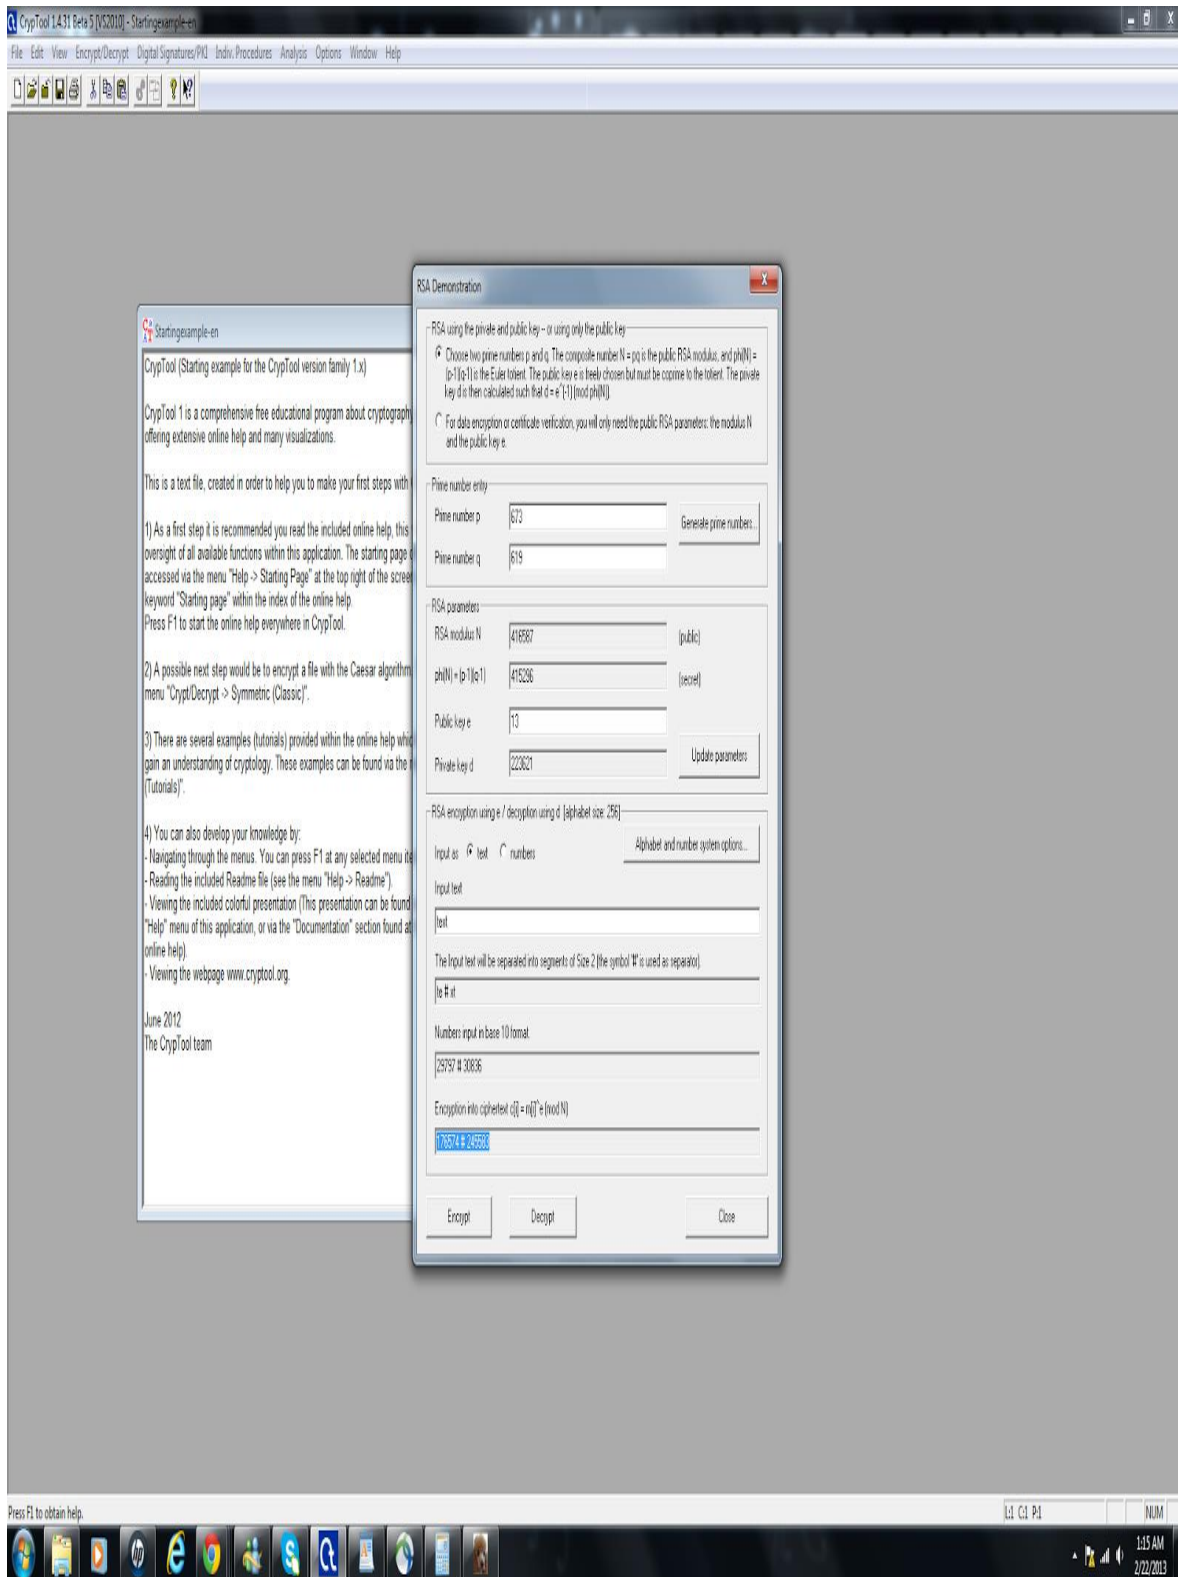 CrypTool 1.4.31 Beta 5 [VS2010] - Startingexample-en
File Edit View Encrypt/Decrypt Digital Signatures/PKI Indiv. Procedures Analysis Options Window Help
Startingexample-en
CrypTool (Starting example for the CrypTool version family 1.x)
CrypTool 1 is a comprehensive free educational program about cryptography
offering extensive online help and many visualizations.
This is a text file, created in order to help you to make your first steps with
1) As a first step it is recommended you read the included online help, this
oversight of all available functions within this application. The starting page
accessed via the menu "Help -> Starting Page" at the top right of the
keyword "Starting page" within the index of the online help.
Press F1 to start the online help everywhere in CrypTool.
2) A possible next step would be to encrypt a file with the Caesar algorithm.
menu "Crypt/Decrypt -> Symmetric (Classic)".
3) There are several examples (tutorials) provided within the online help
gain an understanding of cryptology. These examples can be found via the
(Tutorials)".
4) You can also develop your knowledge by:
- Navigating through the menus. You can press F1 at any selected menu
- Reading the included Readme file (see the menu "Help -> Readme").
- Viewing the included colorful presentation (This presentation can be found
"Help" menu of this application, or via the "Documentation" section found at
online help).
- Viewing the webpage www.cryptool.org.
June 2012
The CrypTool team
RSA Demonstration
RSA using the private and public key -- or using only the public key
Choose two prime numbers p and q. The composite number N = pq is the public RSA modulus, and phi(N) =
(p-1)(q-1) is the Euler totient. The public key e is freely chosen but must be coprime to the totient. The private
key d is then calculated such that d = e^(-1) (mod phi(N)).
For data encryption or certificate verification, you will only need the public RSA parameters: the modulus N
and the public key e.
Prime number entry
Prime number p 673 Generate prime numbers...
Prime number q 619
RSA parameters
RSA modulus N 416587 (public)
phi(N) = (p-1)(q-1) 415296 (secret)
Public key e 13
Private key d 223621 Update parameters
RSA encryption using e / decryption using d [alphabet size: 256]
Input as text numbers Alphabet and number system options...
Input text
text
The Input text will be separated into segments of Size 2 (the symbol '#' is used as separator).
te # xt
Numbers input in base 10 format.
29797 # 30836
Encryption into ciphertext c[i] = m[i]^e (mod N)
176574 # 245583
Encrypt Decrypt Close
Press F1 to obtain help. L:1 C:1 P:1 NUM
1:15 AM
2/22/2013